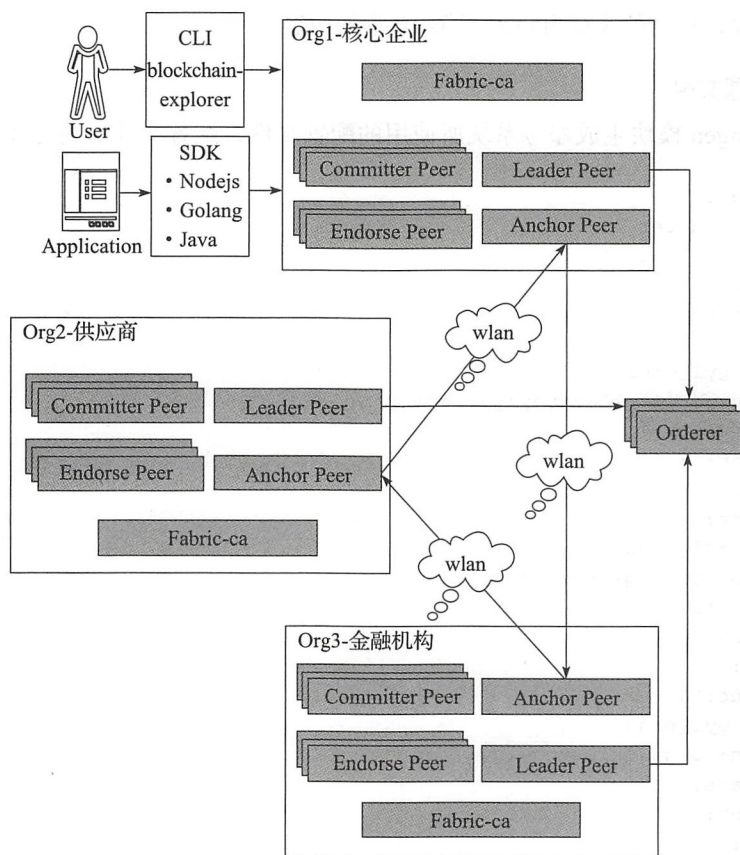 CLI
blockchain-
explorer
User
SDK
• Nodejs
• Golang
• Java
Application
Org1-核心企业
Fabric-ca
Committer Peer
Leader Peer
Endorse Peer
Anchor Peer
wlan
Org2-供应商
Committer Peer
Leader Peer
Endorse Peer
Anchor Peer
Fabric-ca
Orderer
wlan
wlan
Org3-金融机构
Committer Peer
Anchor Peer
Endorse Peer
Leader Peer
Fabric-ca